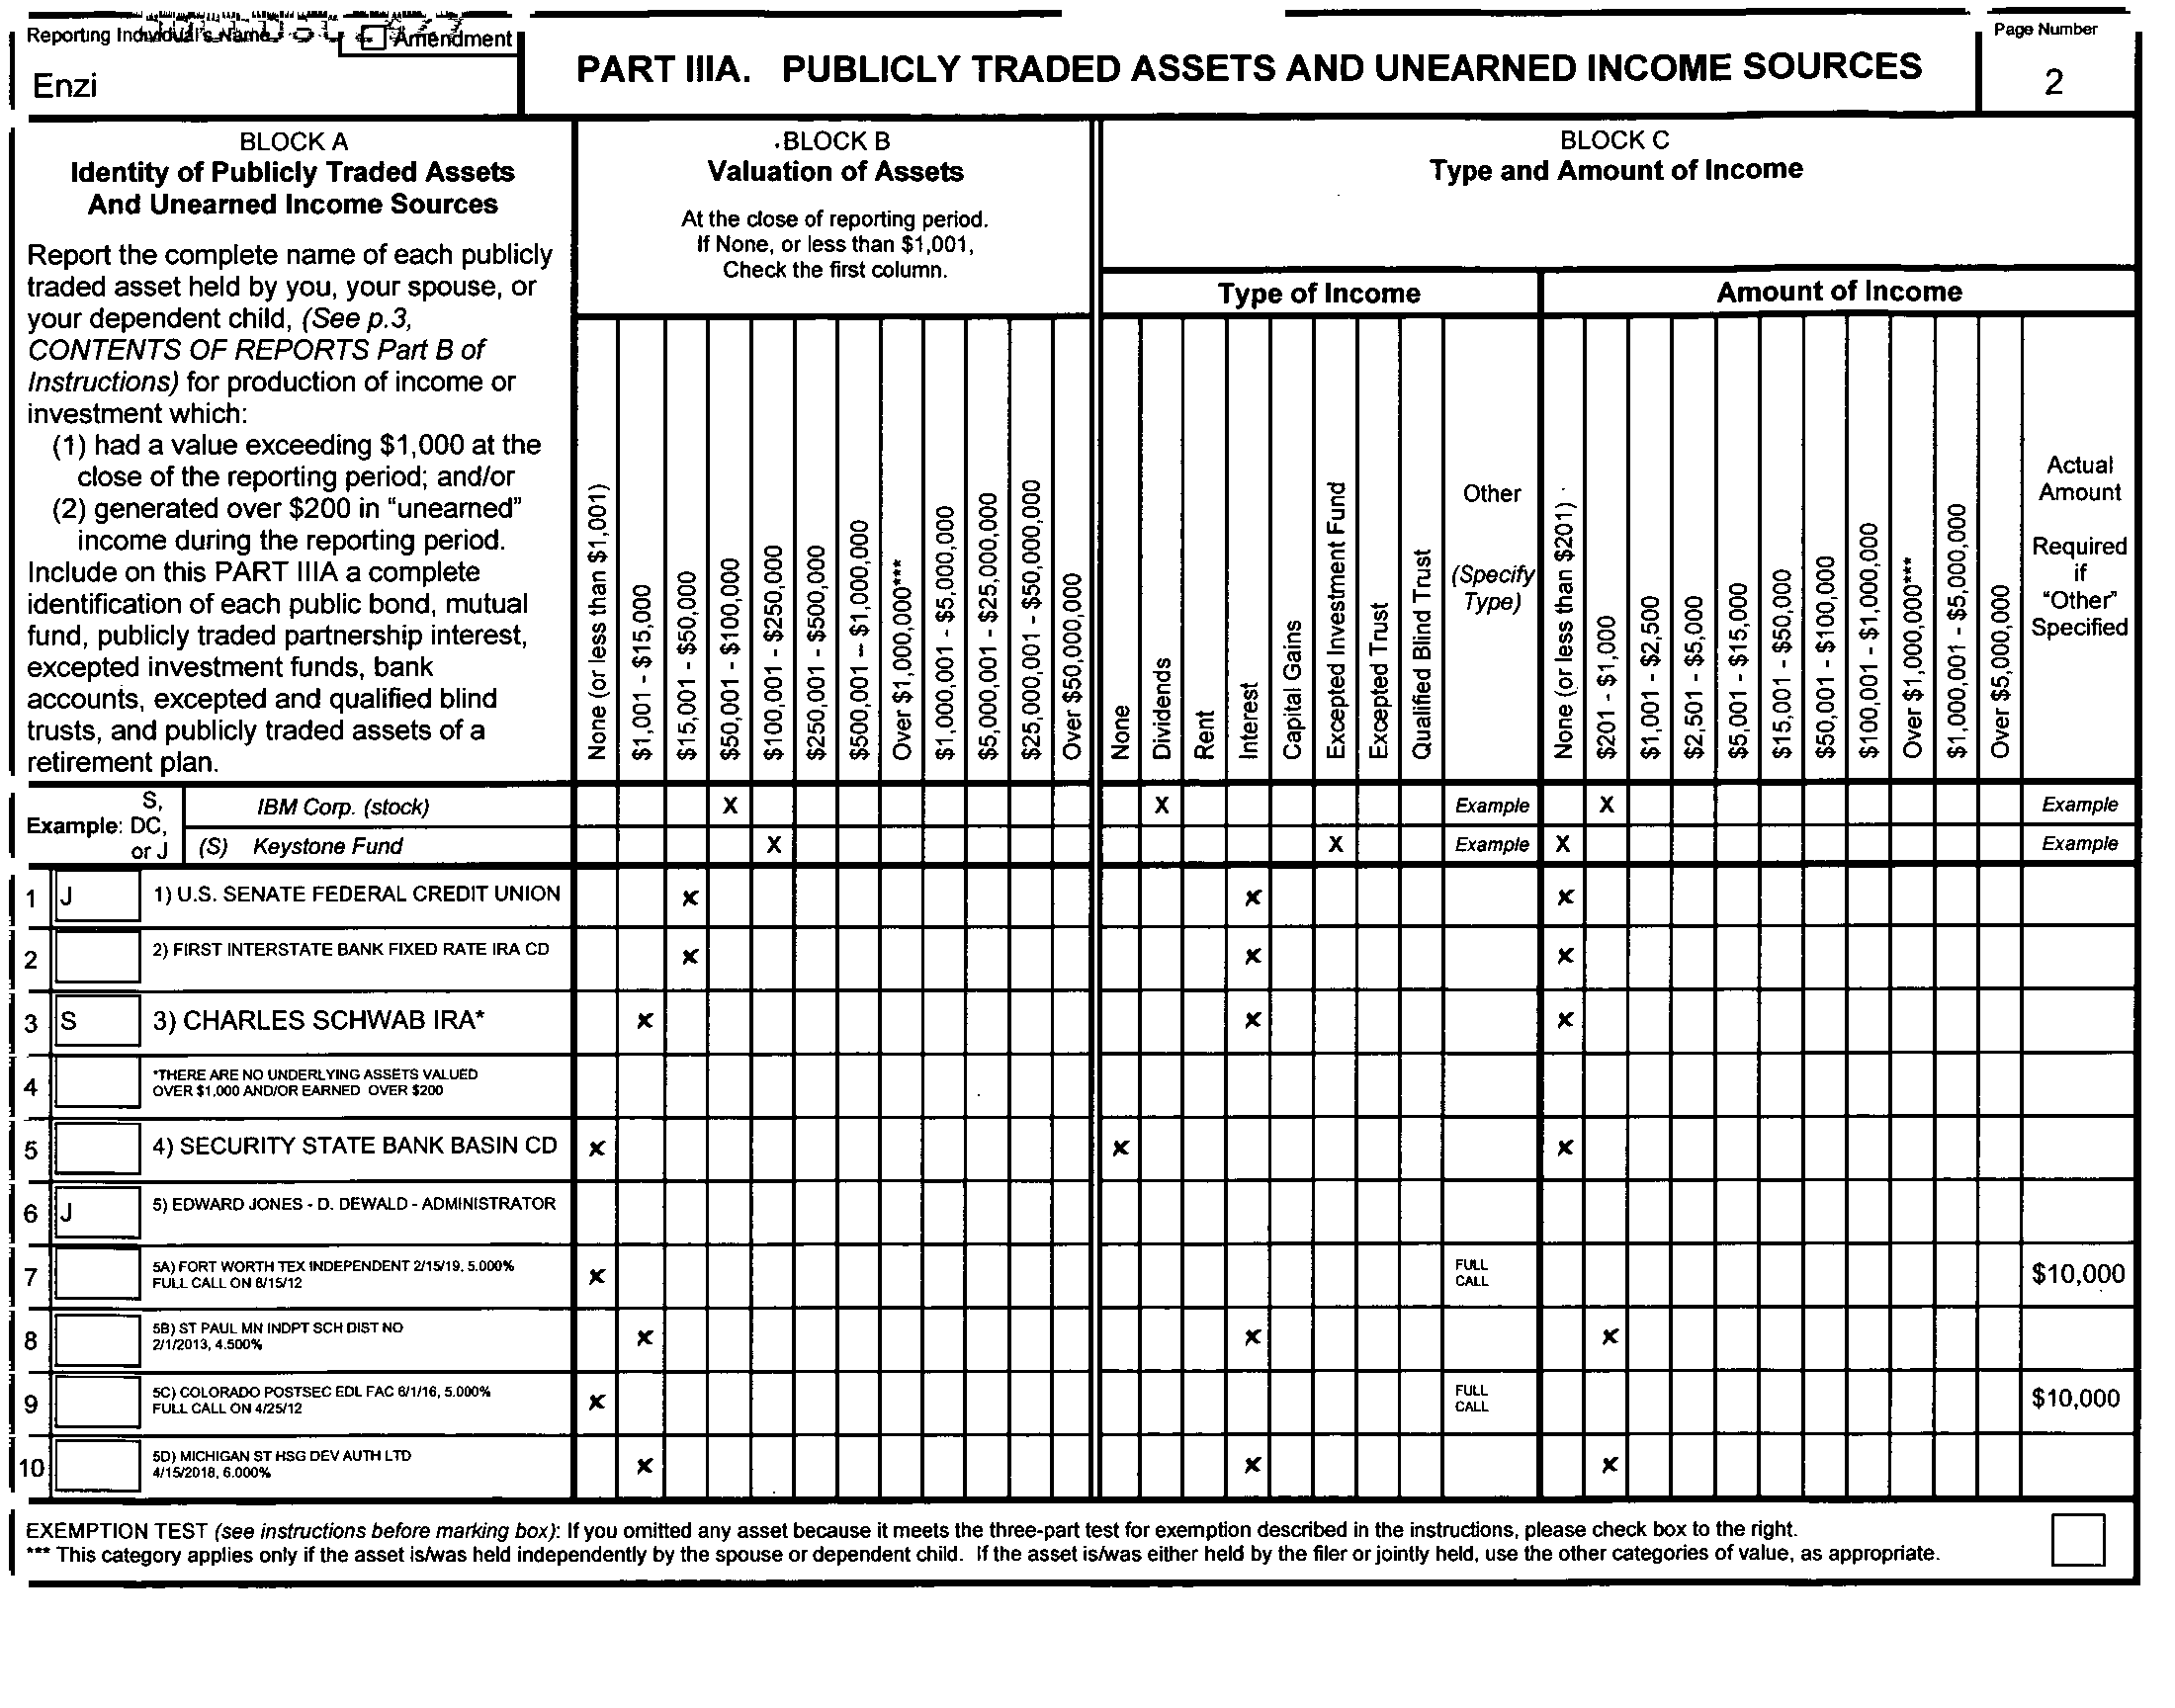 Reporting Individual's Name
Amendment
Enzi
PART IIIA. PUBLICLY TRADED ASSETS AND UNEARNED INCOME SOURCES
Page Number
2
BLOCK A
Identity of Publicly Traded Assets
And Unearned Income Sources
Report the complete name of each publicly
traded asset held by you, your spouse, or
your dependent child, (See p.3,
CONTENTS OF REPORTS Part B of
Instructions) for production of income or
investment which:
(1) had a value exceeding $1,000 at the
close of the reporting period; and/or
(2) generated over $200 in "unearned"
income during the reporting period.
Include on this PART IIIA a complete
identification of each public bond, mutual
fund, publicly traded partnership interest,
excepted investment funds, bank
accounts, excepted and qualified blind
trusts, and publicly traded assets of a
retirement plan.
BLOCK B
Valuation of Assets
At the close of reporting period.
If None, or less than $1,001,
Check the first column.
None (or less than $1,001)
$1,001 - $15,000
$15,001 - $50,000
$50,001 - $100,000
$100,001 - $250,000
$250,001 - $500,000
$500,001 – $1,000,000
Over $1,000,000***
$1,000,001 - $5,000,000
$5,000,001 - $25,000,000
$25,000,001 - $50,000,000
Over $50,000,000
BLOCK C
Type and Amount of Income
Type of Income
None
Dividends
Rent
Interest
Capital Gains
Excepted Investment Fund
Excepted Trust
Qualified Blind Trust
Other
(Specify
Type)
Amount of Income
None (or less than $201)
$201 - $1,000
$1,001 - $2,500
$2,501 - $5,000
$5,001 - $15,000
$15,001 - $50,000
$50,001 - $100,000
$100,001 - $1,000,000
Over $1,000,000***
$1,000,001 - $5,000,000
Over $5,000,000
Actual
Amount
Required
if
"Other"
Specified
Example: S, DC, or J
IBM Corp. (stock) X X Example X Example
(S) Keystone Fund X X Example X Example
1 J 1) U.S. SENATE FEDERAL CREDIT UNION x x x
2 2) FIRST INTERSTATE BANK FIXED RATE IRA CD x x x
3 S 3) CHARLES SCHWAB IRA* x x x
4 *THERE ARE NO UNDERLYING ASSETS VALUED
OVER $1,000 AND/OR EARNED OVER $200
5 4) SECURITY STATE BANK BASIN CD x x x
6 J 5) EDWARD JONES - D. DEWALD - ADMINISTRATOR
7 5A) FORT WORTH TEX INDEPENDENT 2/15/19, 5.000%
FULL CALL ON 8/15/12 x FULL CALL $10,000
8 5B) ST PAUL MN INDPT SCH DIST NO
2/1/2013, 4.500% x x x
9 5C) COLORADO POSTSEC EDL FAC 6/1/16, 5.000%
FULL CALL ON 4/25/12 x FULL CALL $10,000
10 5D) MICHIGAN ST HSG DEV AUTH LTD
4/15/2018, 6.000% x x x
EXEMPTION TEST (see instructions before marking box): If you omitted any asset because it meets the three-part test for exemption described in the instructions, please check box to the right.
*** This category applies only if the asset is/was held independently by the spouse or dependent child. If the asset is/was either held by the filer or jointly held, use the other categories of value, as appropriate.